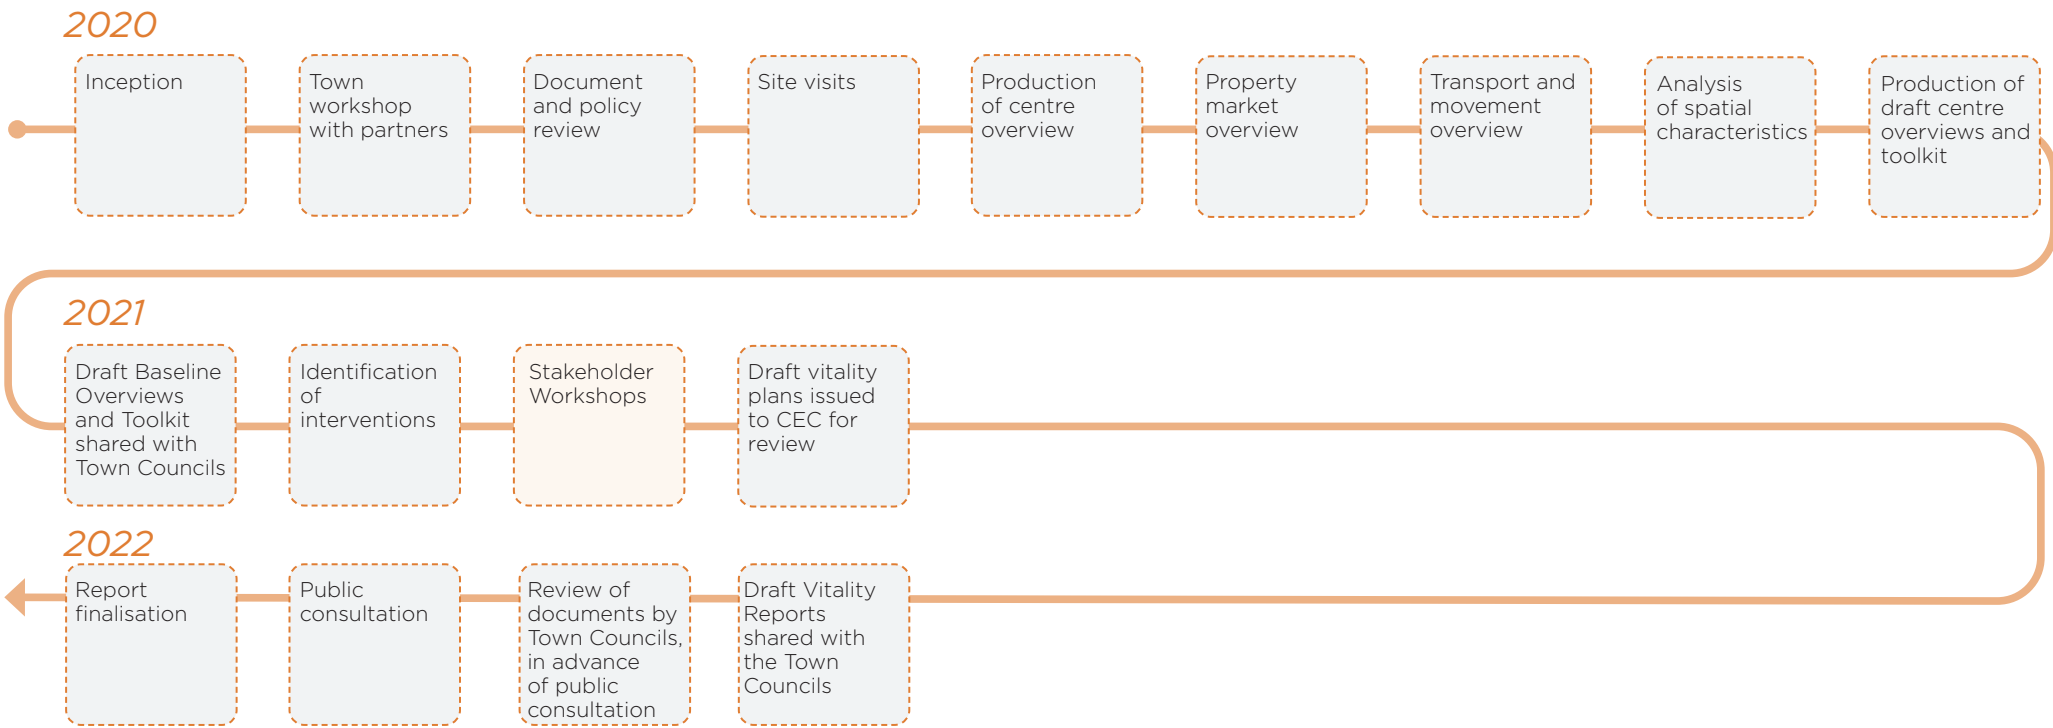 2020
Inception
Town
workshop
with partners
Document
and policy
review
Site visits
Production
of centre
overview
Property
market
overview
Transport and
movement
overview
Analysis
of spatial
characteristics
Production of
draft centre
overviews and
toolkit
2021
Draft Baseline
Overviews
and Toolkit
shared with
Town Councils
Identification
of
interventions
Stakeholder
Workshops
Draft vitality
plans issued
to CEC for
review
2022
Report
finalisation
Public
consultation
Review of
documents by
Town Councils,
in advance
of public
consultation
Draft Vitality
Reports
shared with
the Town
Councils